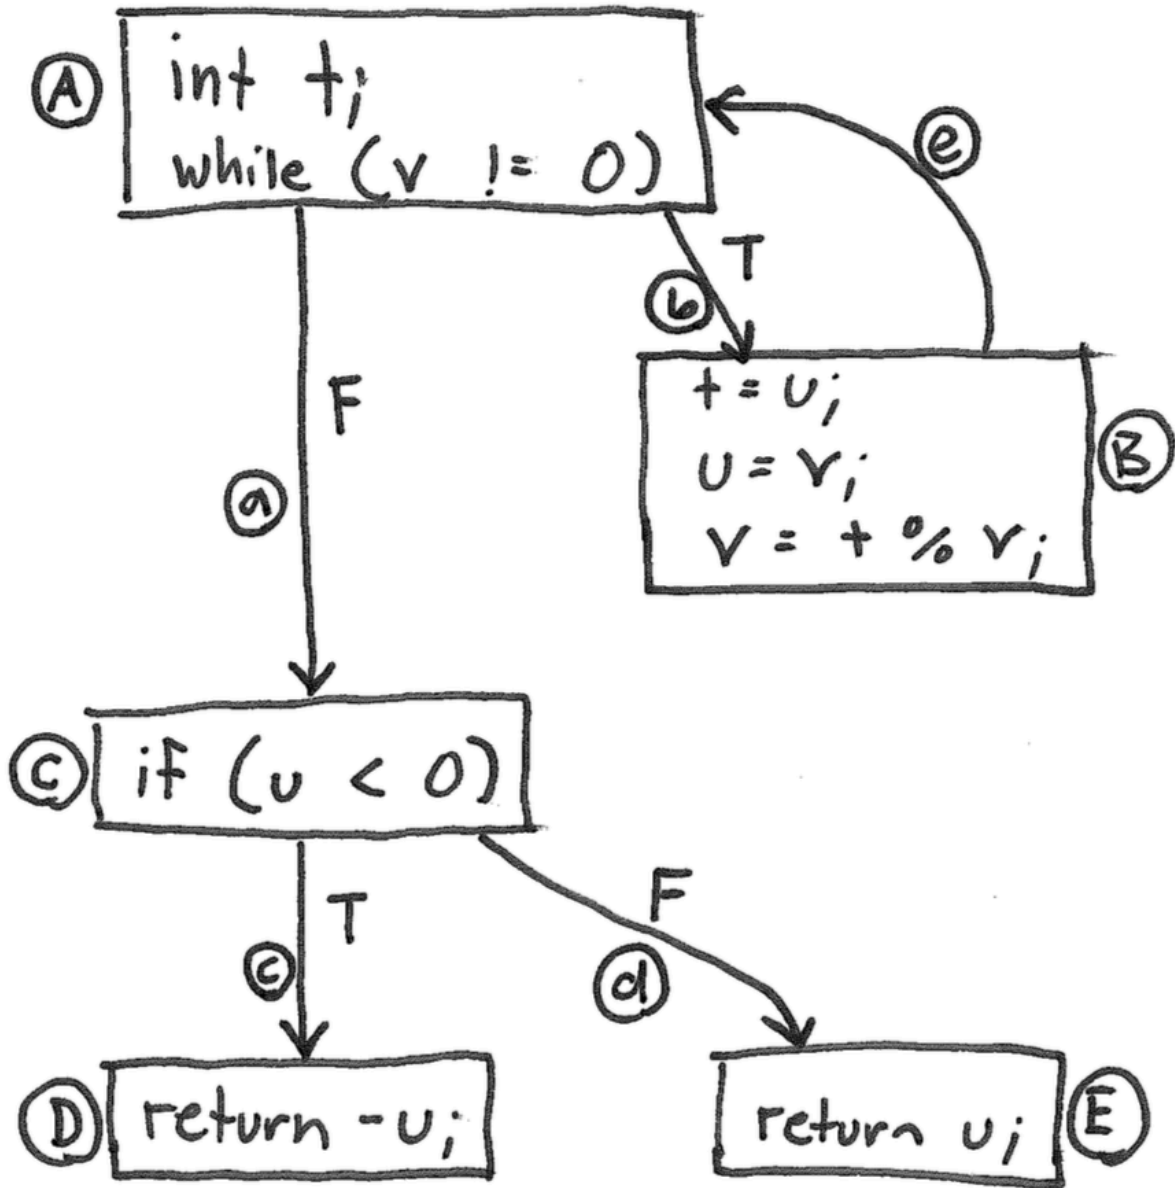 A
int t;
while (v != 0)
e
T
b
t = u;
u = v;
v = t % v;
B
F
a
C
if (u < 0)
T
c
F
d
D
return -u;
return u;
E